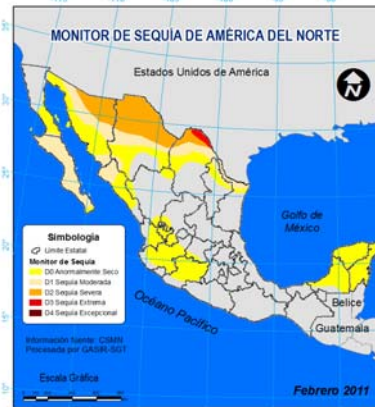 MONITOR DE SEQUÍA DE AMÉRICA DEL NORTE
Estados Unidos de América
N
Golfo de
México
Simbología
Límite Estatal
Monitor de Sequía
D0 Anormalmente Seco
D1 Sequía Moderada
D2 Sequía Severa
D3 Sequía Extrema
D4 Sequía Excepcional
Belice
Guatemala
Océano Pacífico
Información fuente: CSMN
Procesada por GASIR-SGT
Escala Gráfica
Febrero 2011